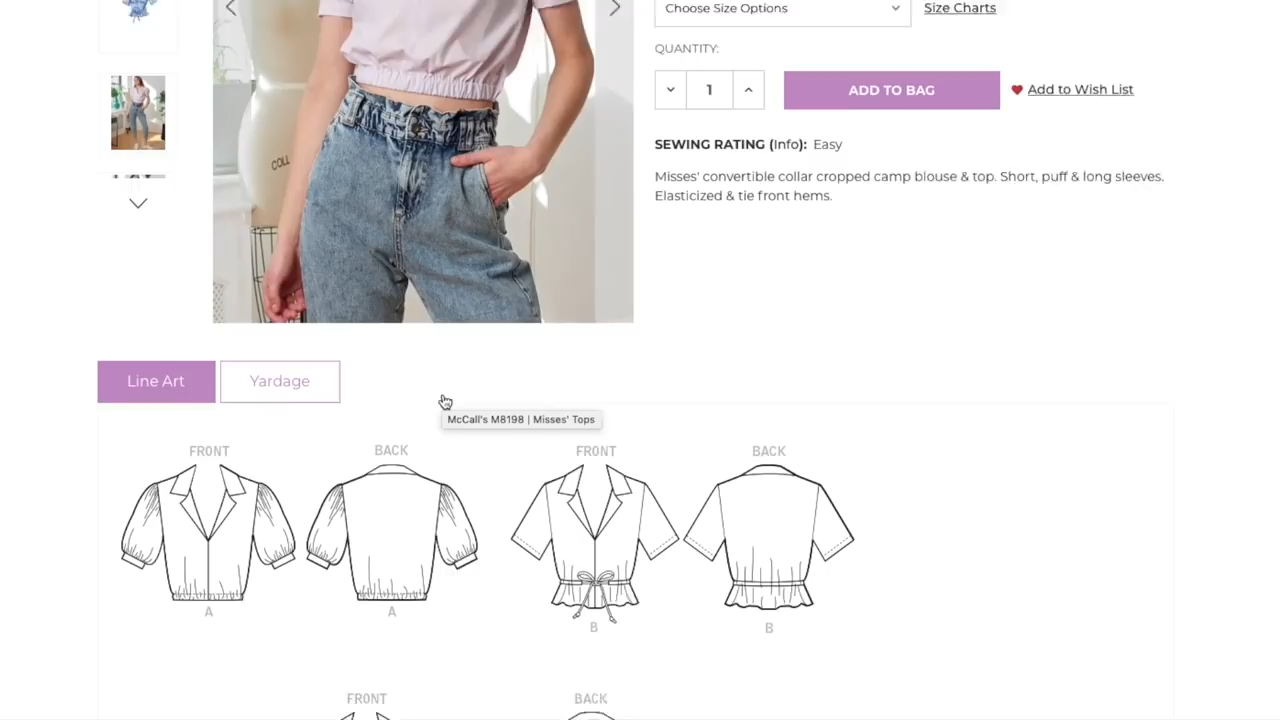 Choose Size Options
Size Charts
QUANTITY:
1
ADD TO BAG
Add to Wish List
SEWING RATING (Info): Easy
Misses' convertible collar cropped camp blouse & top. Short, puff & long sleeves.
Elasticized & tie front hems.
COLL
Line Art
Yardage
McCall's M8198 | Misses' Tops
FRONT
BACK
FRONT
BACK
A
A
B
B
FRONT
BACK